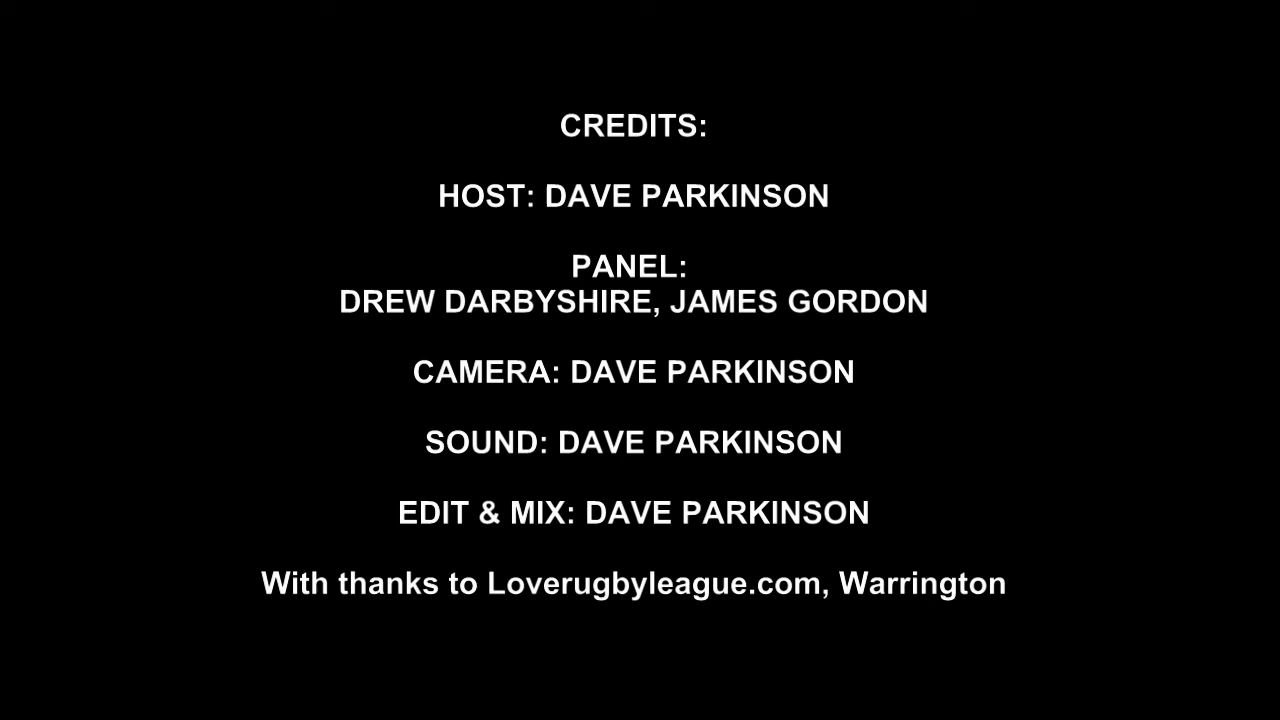 CREDITS:
HOST: DAVE PARKINSON
PANEL:
DREW DARBYSHIRE, JAMES GORDON
CAMERA: DAVE PARKINSON
SOUND: DAVE PARKINSON
EDIT & MIX: DAVE PARKINSON
With thanks to Loverugbyleague.com, Warrington